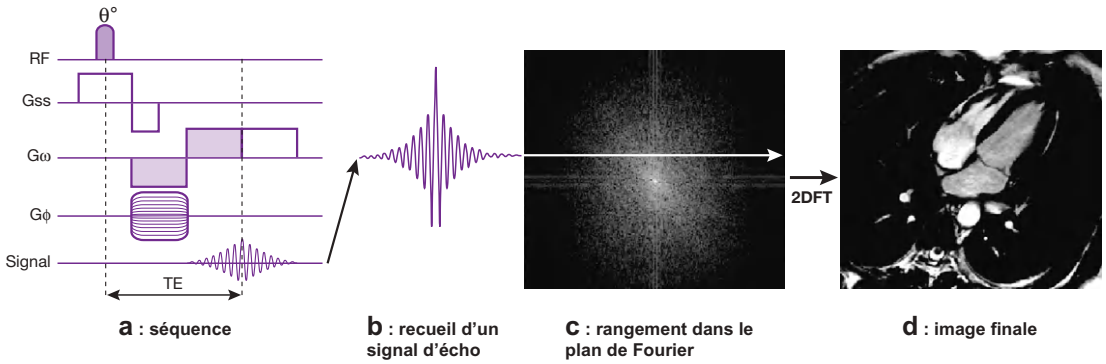 θ°
RF
Gss
Gω
Gϕ
Signal
TE
2DFT
a : séquence
b : recueil d'un
signal d'écho
c : rangement dans le
plan de Fourier
d : image finale